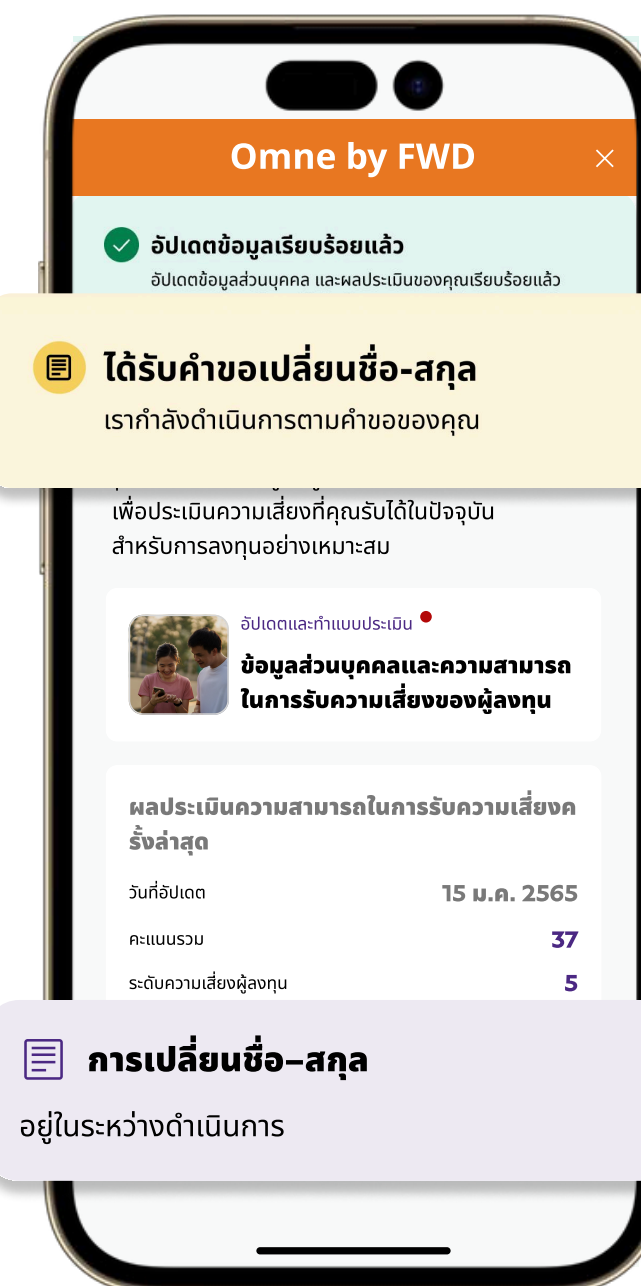 Omne by FWD
อัปเดตข้อมูลเรียบร้อยแล้ว
อัปเดตข้อมูลส่วนบุคคล และผลประเมินของคุณเรียบร้อยแล้ว
ได้รับคำขอเปลี่ยนชื่อ-สกุล
เรากำลังดำเนินการตามคำขอของคุณ
เพื่อประเมินความเสี่ยงที่คุณรับได้ในปัจจุบัน
สำหรับการลงทุนอย่างเหมาะสม
อัปเดตและทำแบบประเมิน
ข้อมูลส่วนบุคคลและความสามารถ
ในการรับความเสี่ยงของผู้ลงทุน
ผลประเมินความสามารถในการรับความเสี่ยงค
รั้งล่าสุด
วันที่อัปเดต 15 ม.ค. 2565
คะแนนรวม 37
ระดับความเสี่ยงผู้ลงทุน 5
การเปลี่ยนชื่อ–สกุล
อยู่ในระหว่างดำเนินการ